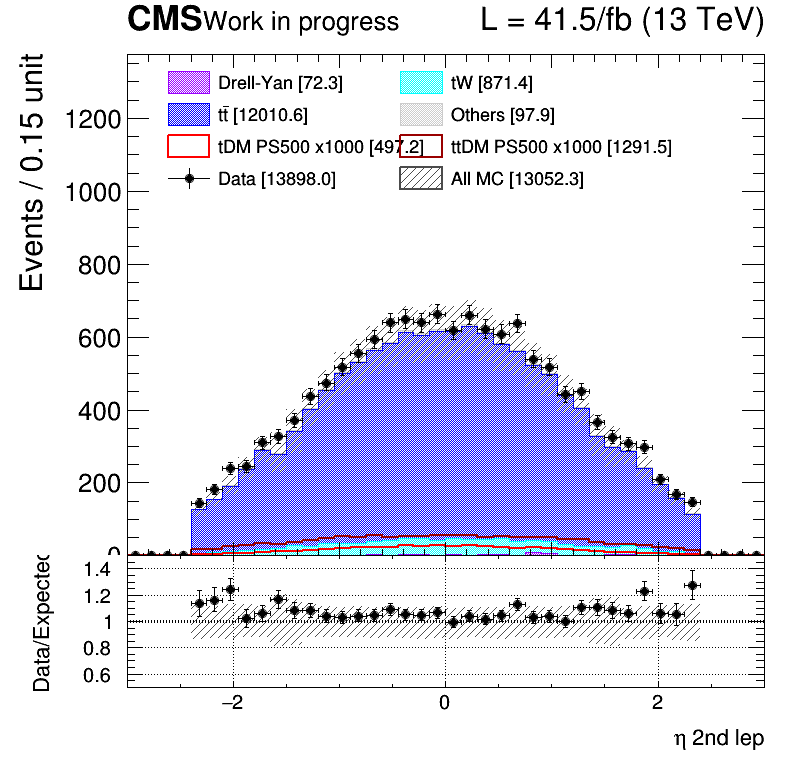 CMS Work in progress L = 41.5/fb (13 TeV)
Drell-Yan [72.3] tW [871.4]
tt̄ [12010.6] Others [97.9]
tDM PS500 x1000 [497.2] ttDM PS500 x1000 [1291.5]
Data [13898.0] All MC [13052.3]
Events / 0.15 unit
1200
1000
800
600
400
200
0
Data/Expected
1.4
1.2
1
0.8
0.6
−2 0 2
η 2nd lep